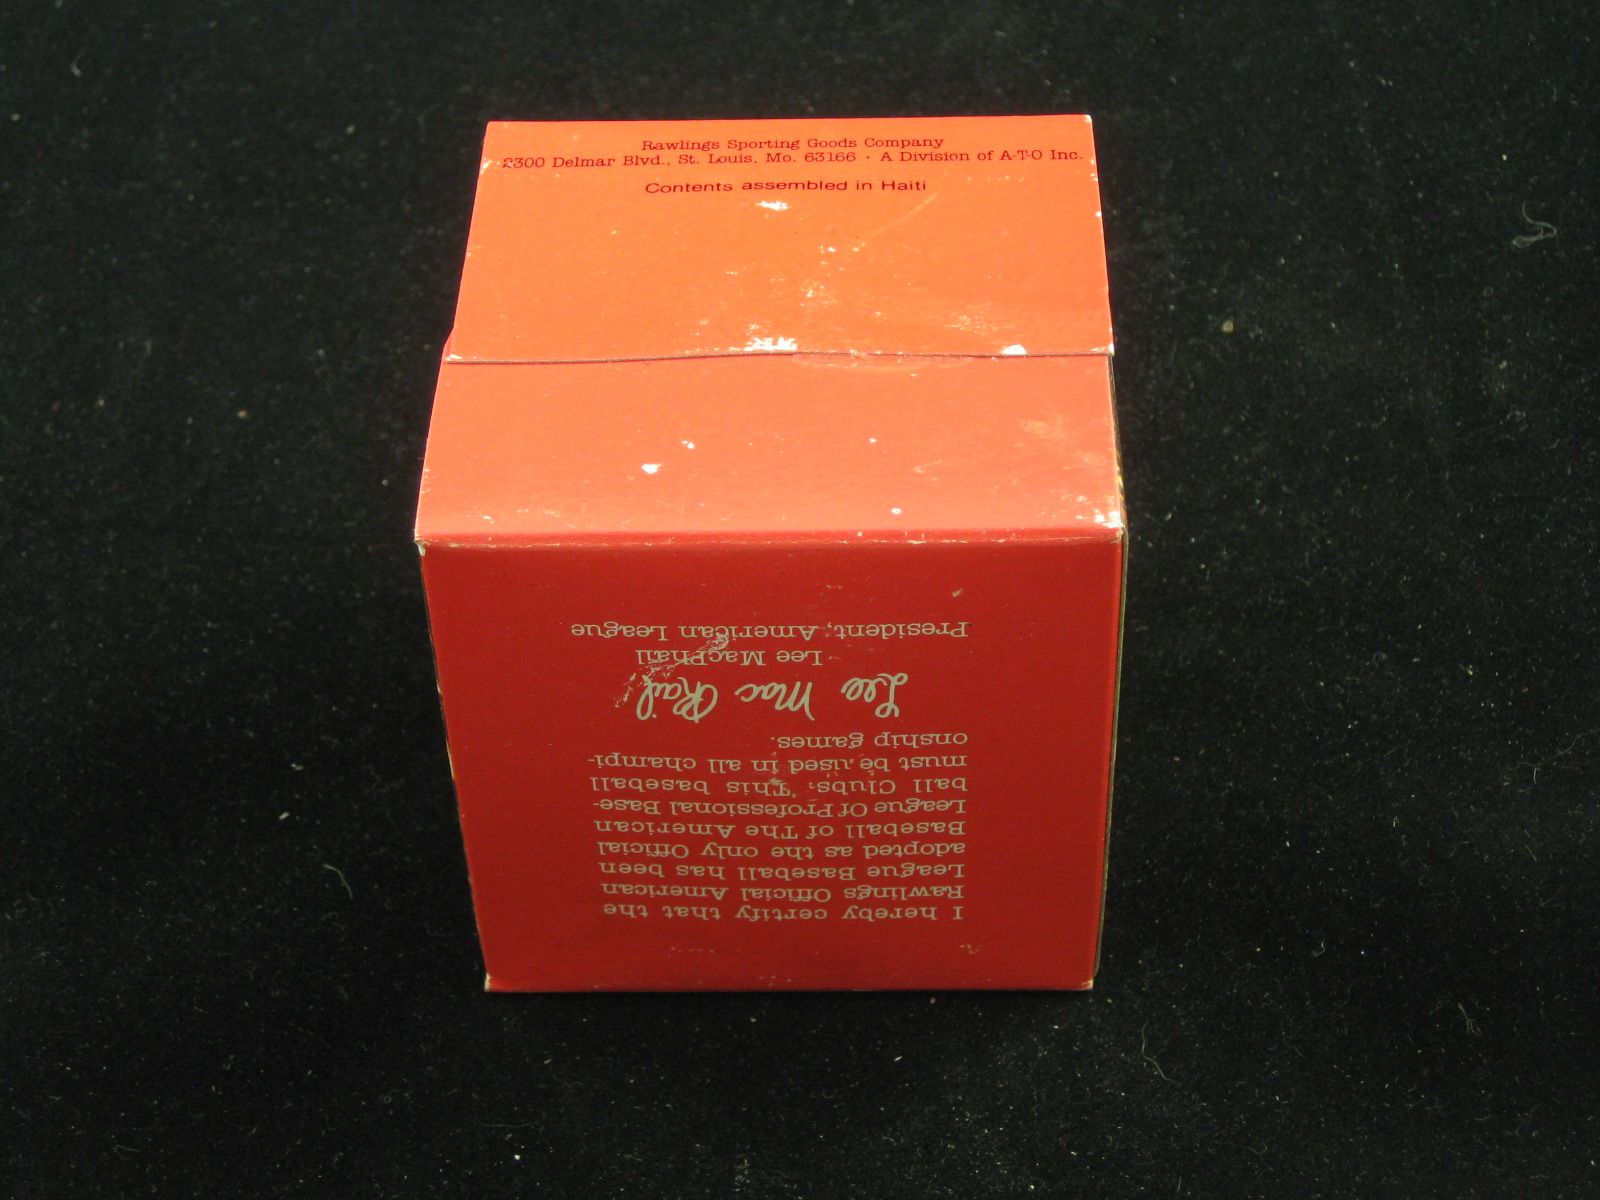 Rawlings Sporting Goods Company
2300 Delmar Blvd., St. Louis, Mo. 63166 · A Division of A-T-O Inc.
Contents assembled in Haiti
I hereby certify that the
Rawlings Official American
League Baseball has been
adopted as the only Official
Baseball of The American
League Of Professional Base-
ball Clubs. This baseball
must be used in all champi-
onship games.
Lee MacPhail
Lee MacPhail
President, American League